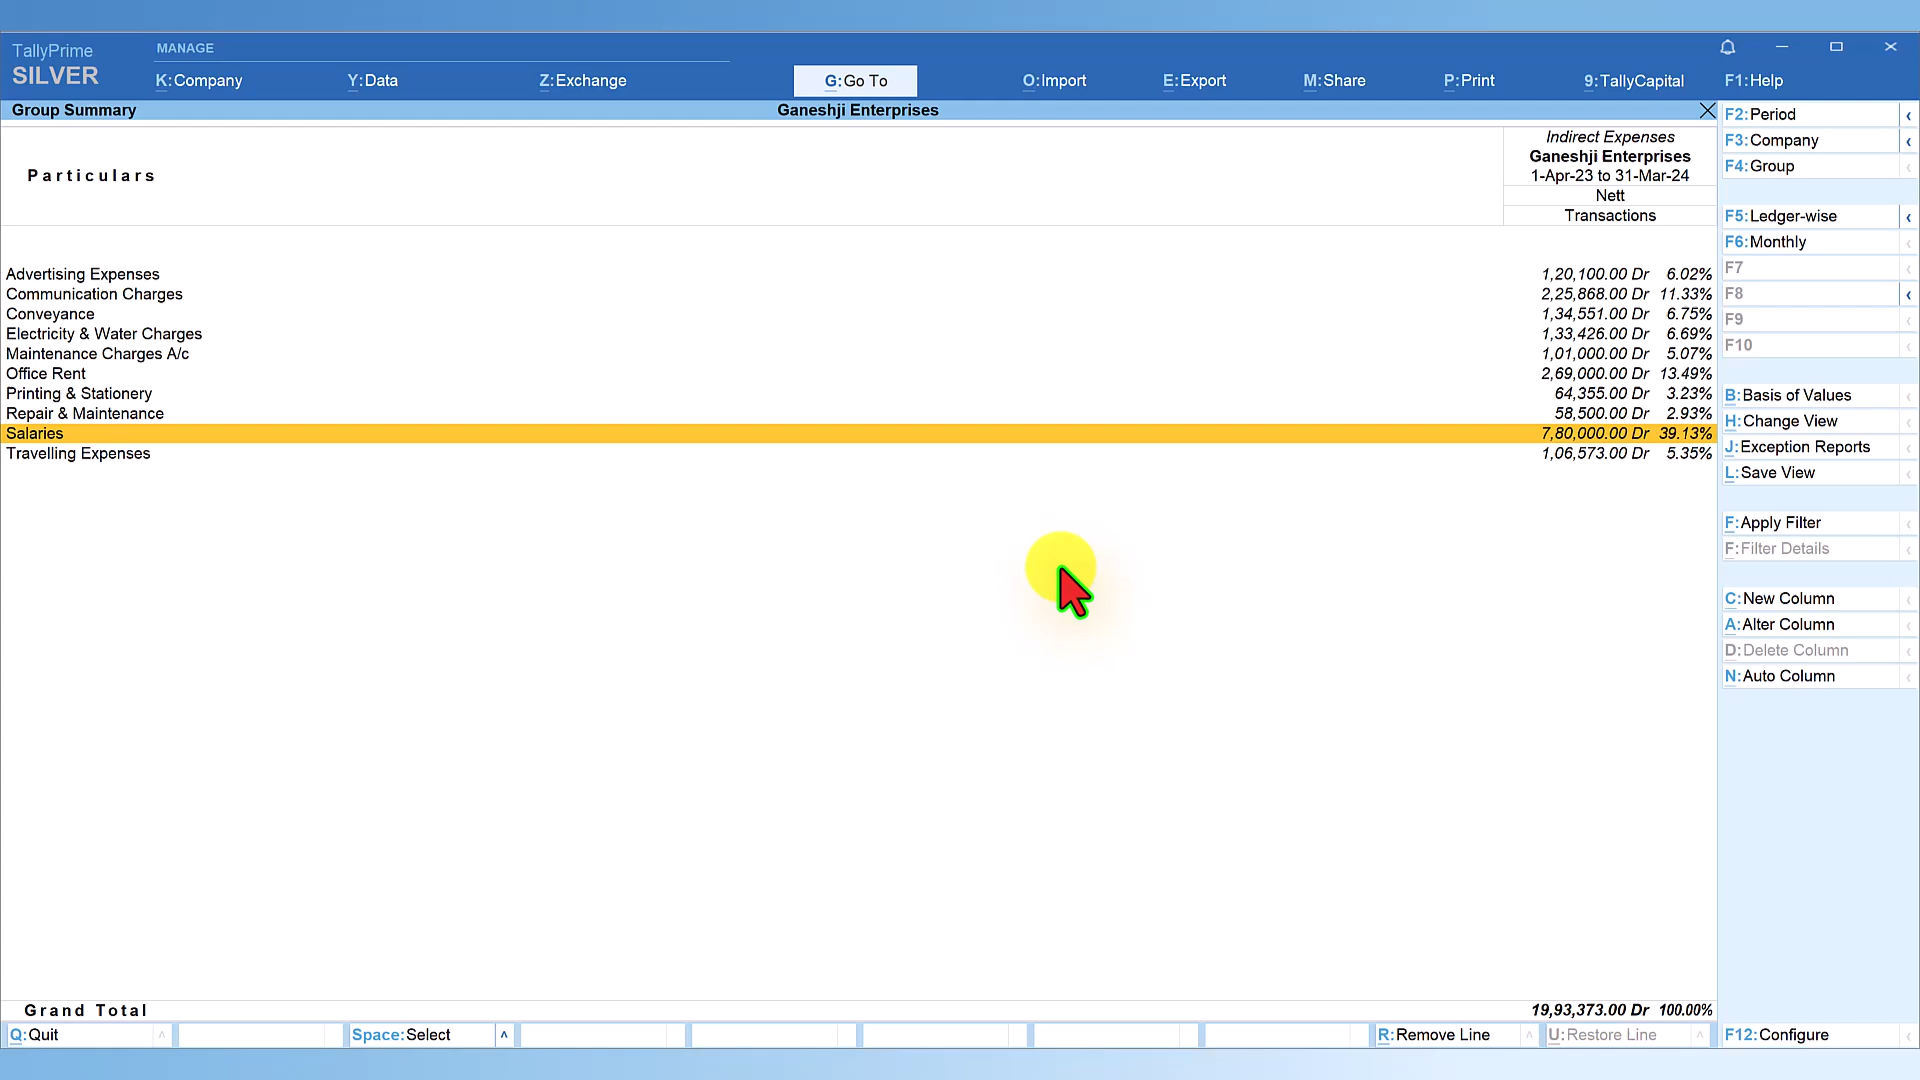 TallyPrime
SILVER
MANAGE
K:Company Y:Data Z:Exchange G:Go To O:Import E:Export M:Share P:Print 9:TallyCapital F1:Help
Group Summary Ganeshji Enterprises
Particulars
Indirect Expenses
Ganeshji Enterprises
1-Apr-23 to 31-Mar-24
Nett
Transactions
Advertising Expenses 1,20,100.00 Dr 6.02%
Communication Charges 2,25,868.00 Dr 11.33%
Conveyance 1,34,551.00 Dr 6.75%
Electricity & Water Charges 1,33,426.00 Dr 6.69%
Maintenance Charges A/c 1,01,000.00 Dr 5.07%
Office Rent 2,69,000.00 Dr 13.49%
Printing & Stationery 64,355.00 Dr 3.23%
Repair & Maintenance 58,500.00 Dr 2.93%
Salaries 7,80,000.00 Dr 39.13%
Travelling Expenses 1,06,573.00 Dr 5.35%
Grand Total 19,93,373.00 Dr 100.00%
F2:Period
F3:Company
F4:Group
F5:Ledger-wise
F6:Monthly
F7
F8
F9
F10
B:Basis of Values
H:Change View
J:Exception Reports
L:Save View
F:Apply Filter
F:Filter Details
C:New Column
A:Alter Column
D:Delete Column
N:Auto Column
Q:Quit Space:Select R:Remove Line U:Restore Line F12:Configure